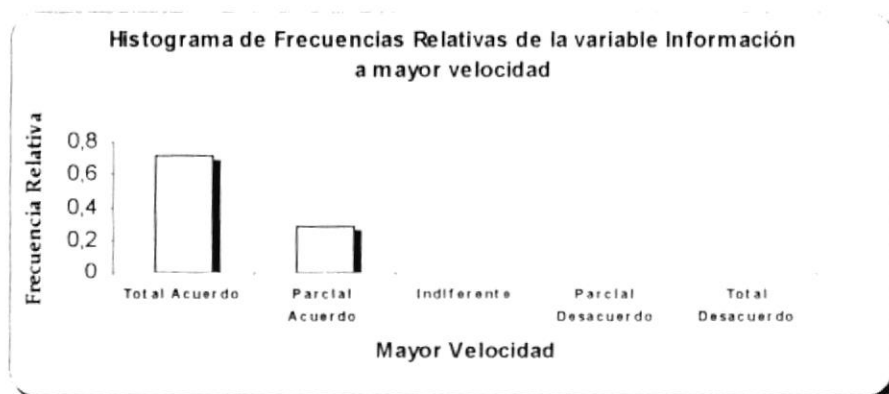 Histograma de Frecuencias Relativas de la variable Información
a mayor velocidad
Frecuencia Relativa
0,8
0,6
0,4
0,2
0
Total Acuerdo
Parcial
Acuerdo
Indiferente
Parcial
Desacuerdo
Total
Desacuerdo
Mayor Velocidad